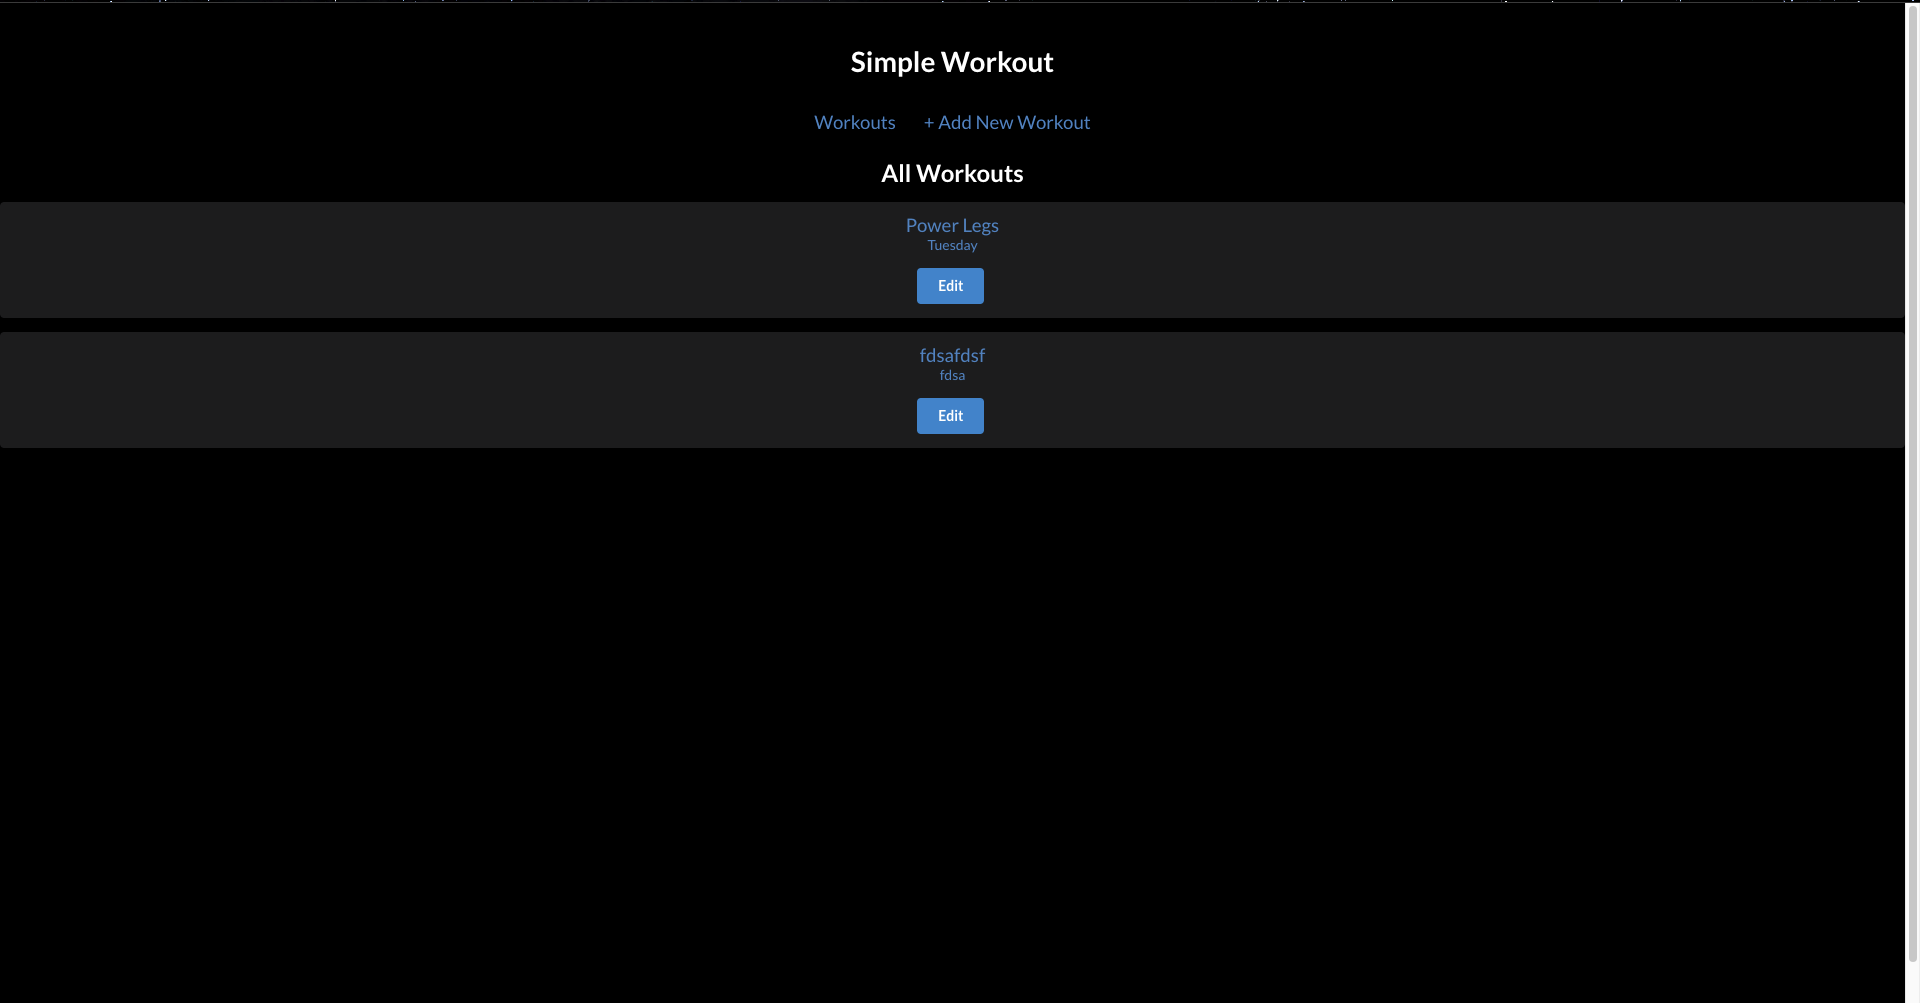 Simple Workout
Workouts + Add New Workout
All Workouts
Power Legs
Tuesday
Edit
fdsafdsf
fdsa
Edit